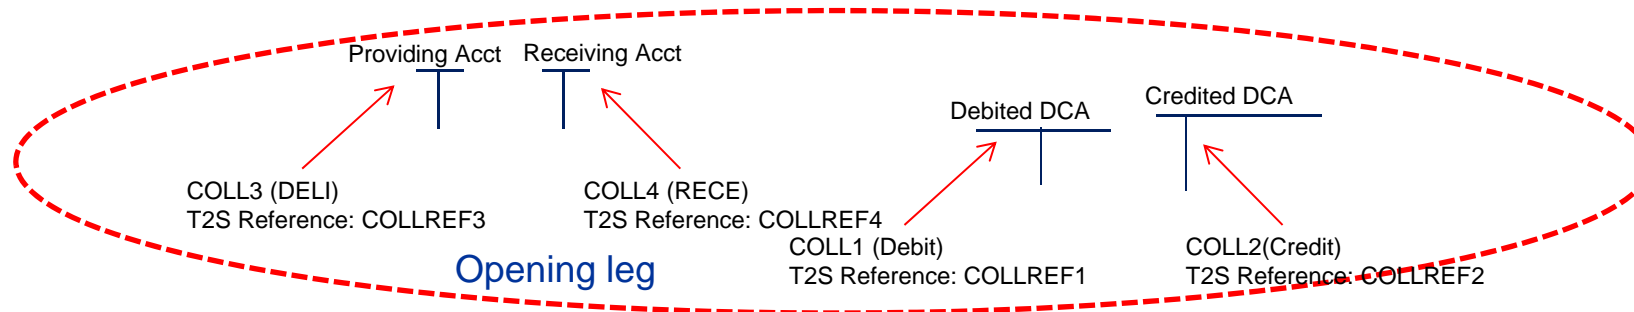 Providing Acct
Receiving Acct
Debited DCA
Credited DCA
COLL3 (DELI)
T2S Reference: COLLREF3
COLL4 (RECE)
T2S Reference: COLLREF4
COLL1 (Debit)
T2S Reference: COLLREF1
COLL2(Credit)
T2S Reference: COLLREF2
Opening leg